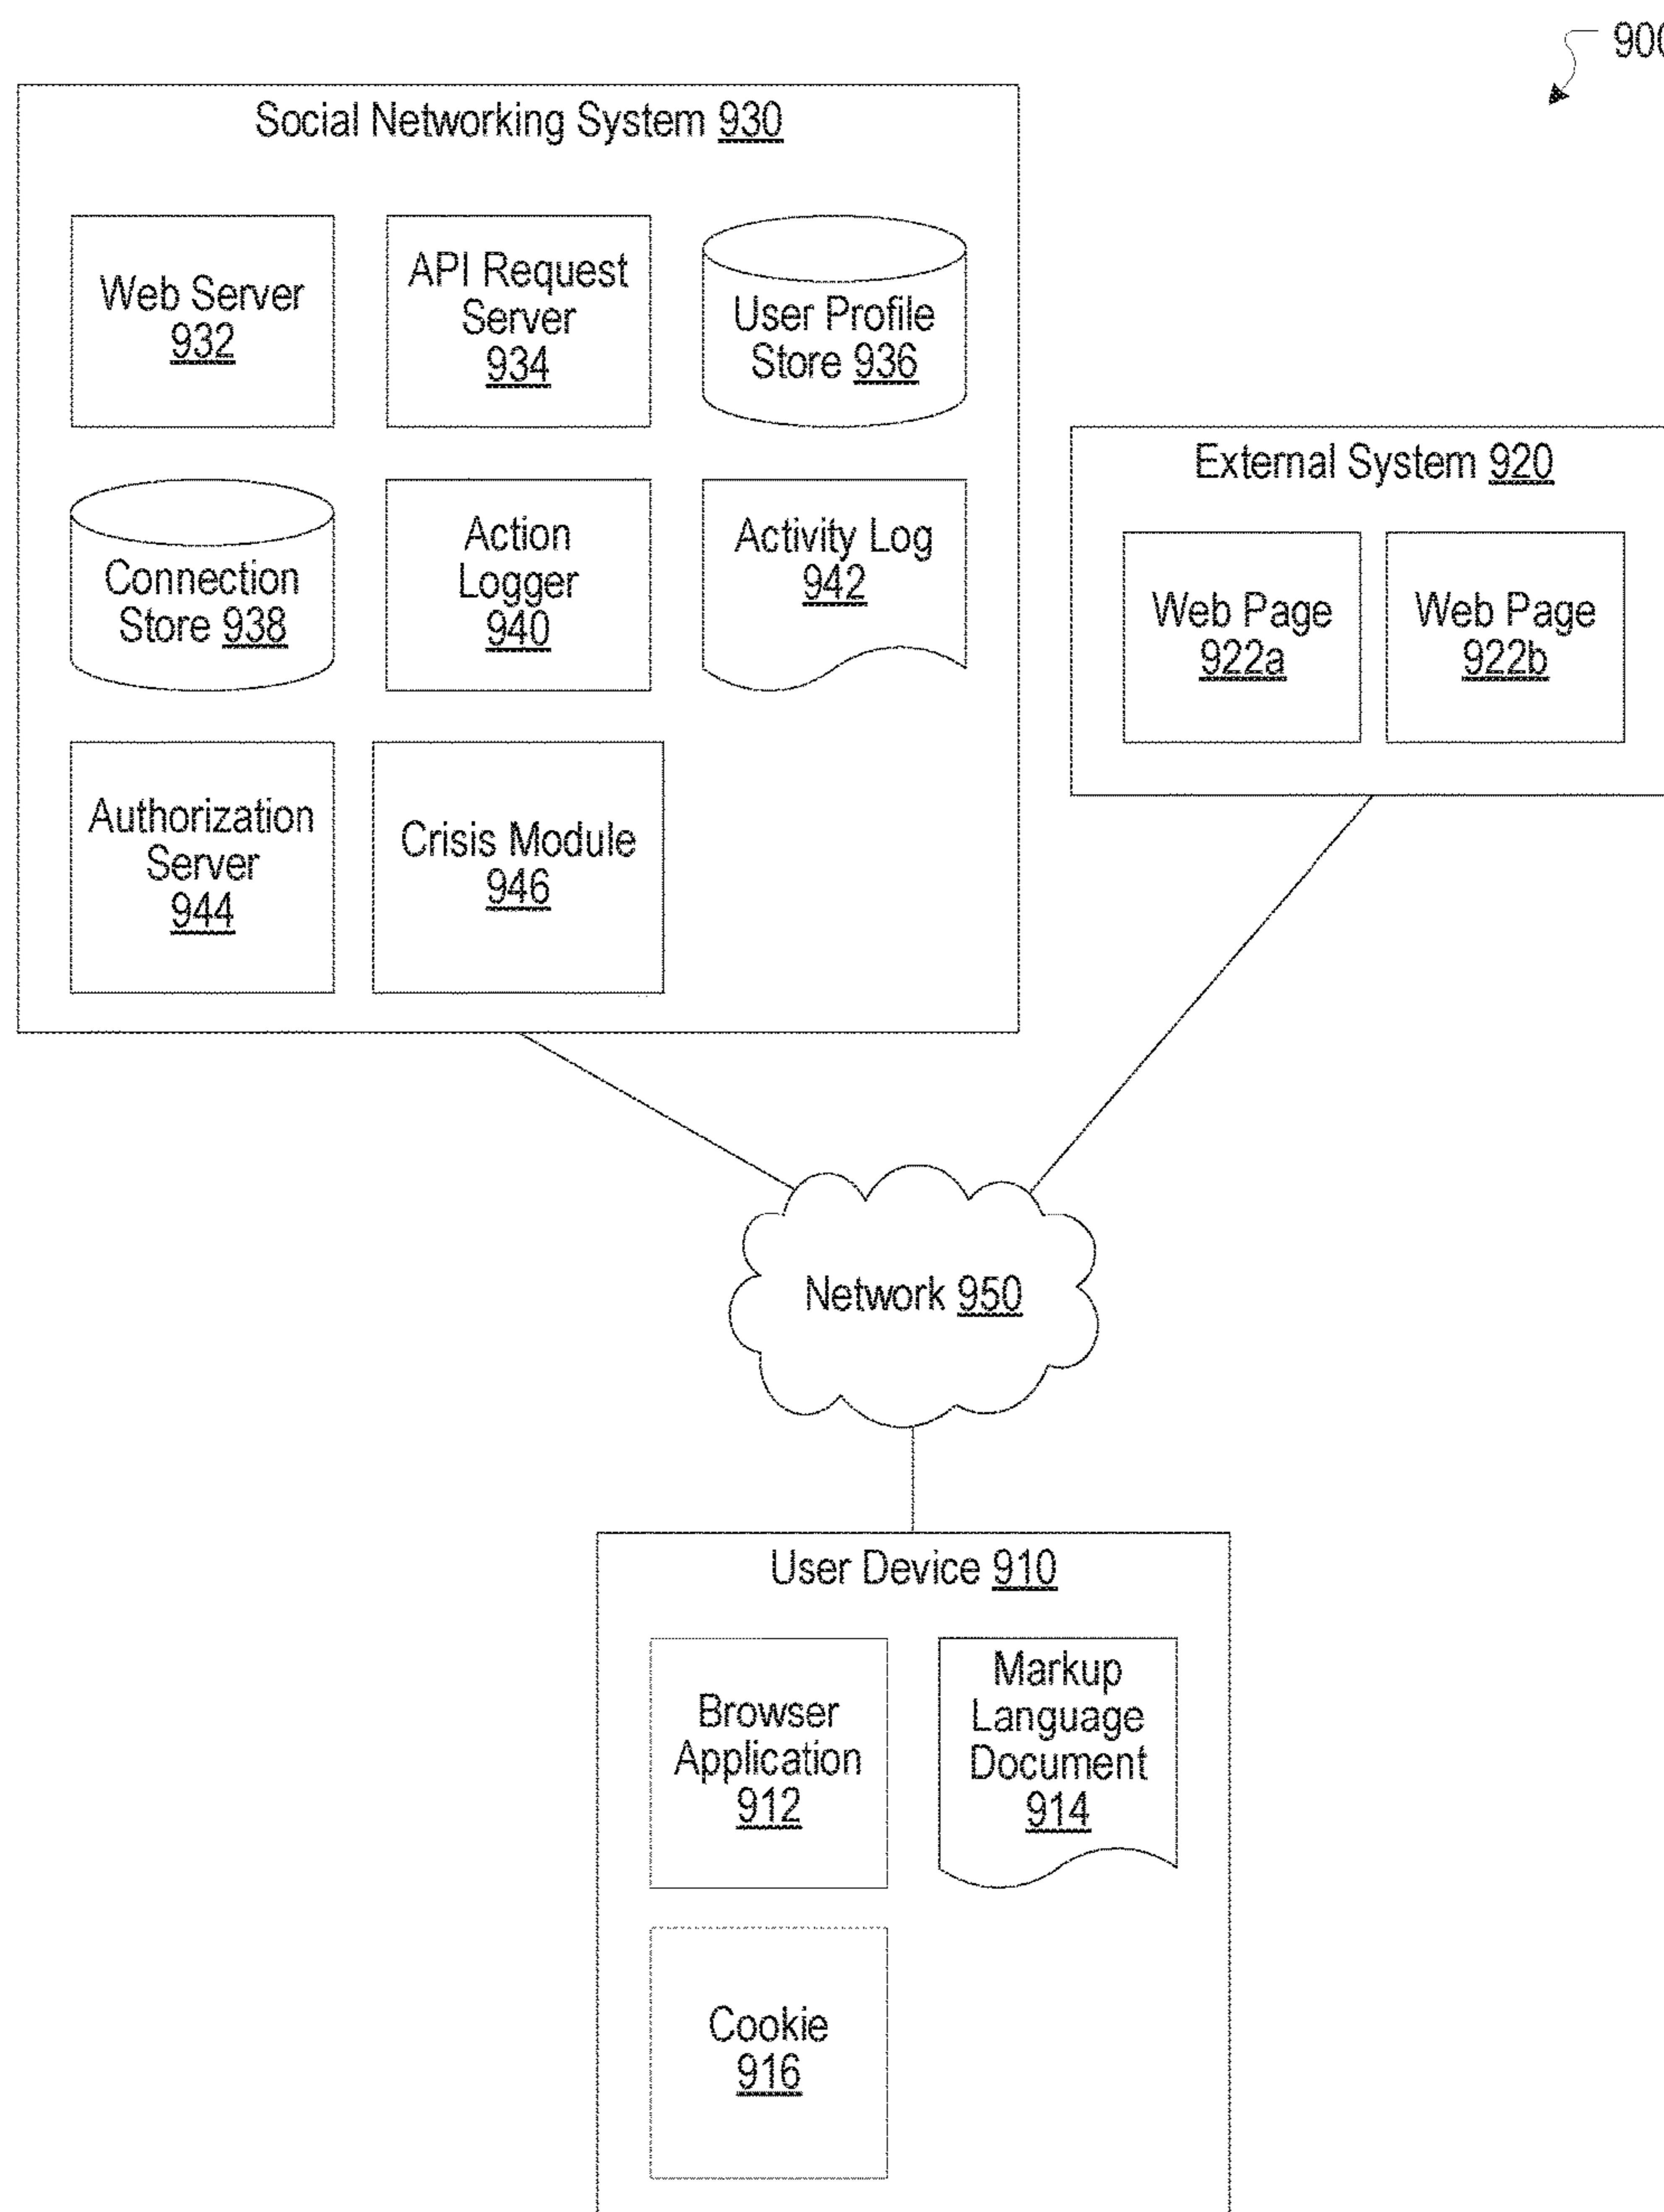 900
Social Networking System 930
Web Server
932
API Request
Server
934
User Profile
Store 936
Connection
Store 938
Action
Logger
940
Activity Log
942
Authorization
Server
944
Crisis Module
946
External System 920
Web Page
922a
Web Page
922b
Network 950
User Device 910
Browser
Application
912
Markup
Language
Document
914
Cookie
916